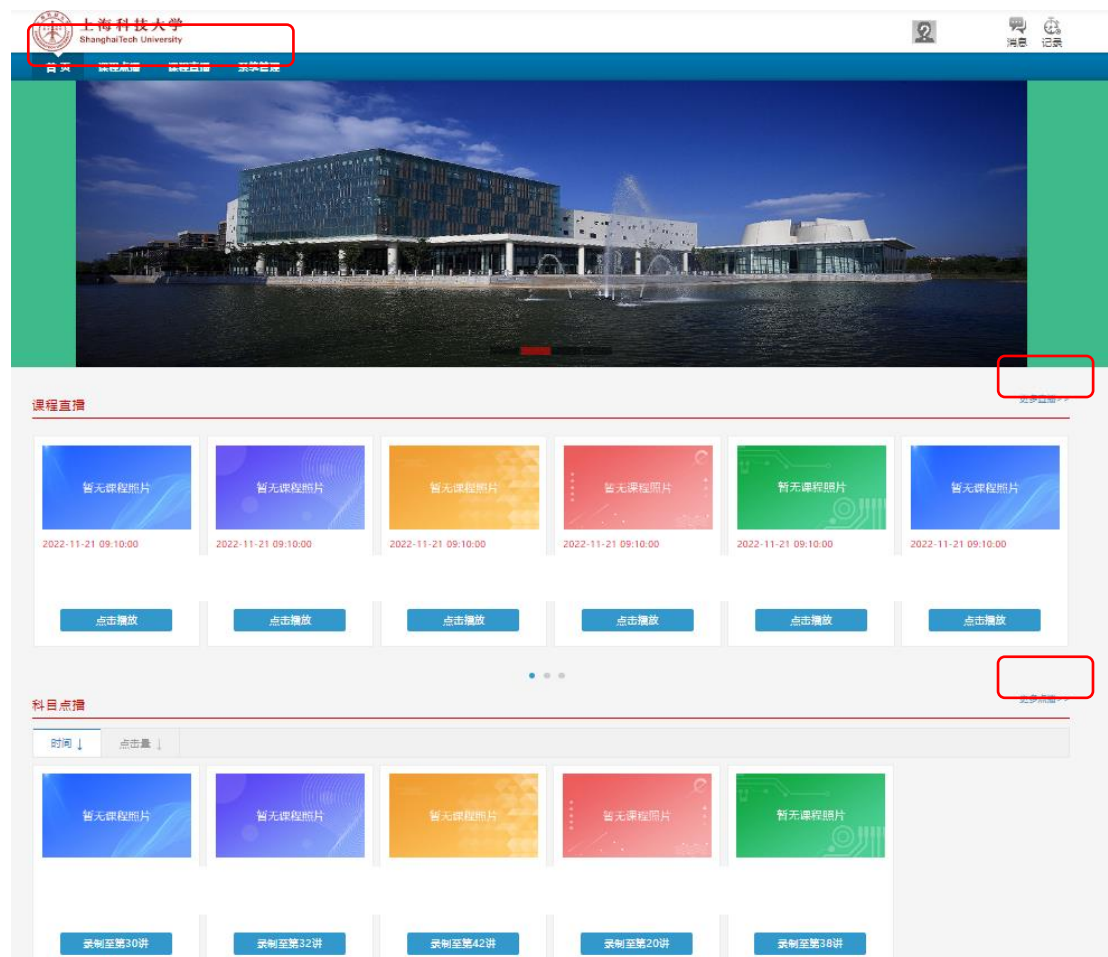 上海科技大学
ShanghaiTech University
消息 记录
首页 课程点播 课程直播
课程直播 更多直播>>
暂无课程照片 暂无课程照片 暂无课程照片 暂无课程照片 暂无课程照片 暂无课程照片
2022-11-21 09:10:00 2022-11-21 09:10:00 2022-11-21 09:10:00 2022-11-21 09:10:00 2022-11-21 09:10:00 2022-11-21 09:10:00
点击播放 点击播放 点击播放 点击播放 点击播放 点击播放
科目点播 更多点播>>
时间↓ 点击量↓
暂无课程照片 暂无课程照片 暂无课程照片 暂无课程照片 暂无课程照片
录制至第30讲 录制至第32讲 录制至第42讲 录制至第20讲 录制至第38讲